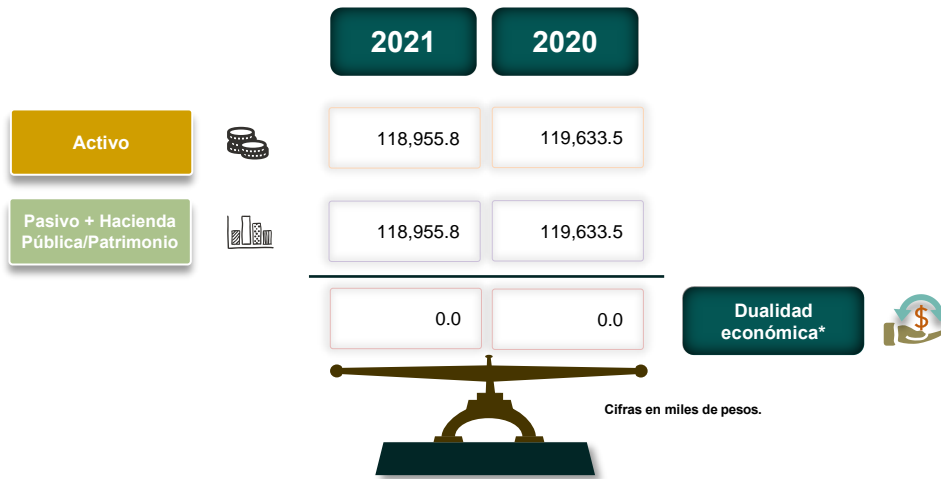 2021 2020
Activo 118,955.8 119,633.5
Pasivo + Hacienda
Pública/Patrimonio 118,955.8 119,633.5
0.0 0.0 Dualidad
económica*
$
Cifras en miles de pesos.